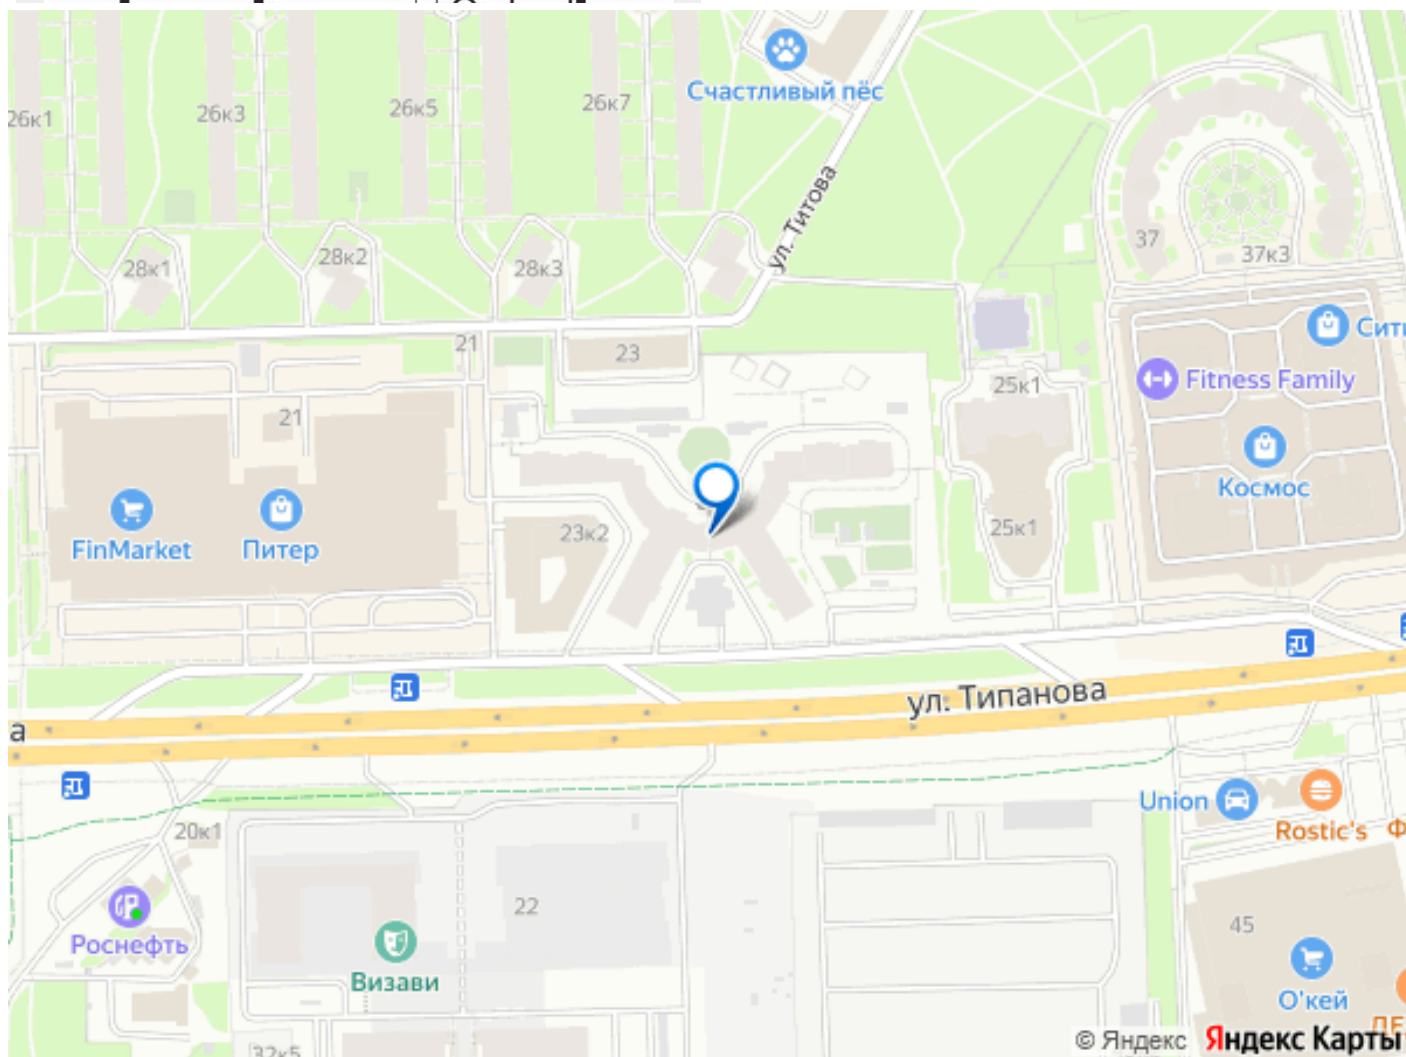 Счастливый пёс
26к1
26к3
26к5
26к7
ул. Титова
28к1
28к2
28к3
37
37к3
21
23
25к1
Сити
Fitness Family
21
Космос
FinMarket
Питер
23к2
25к1
ул. Типанова
а
20к1
Union
Rostic's
Ф
22
45
Роснефть
Визави
О'кей
32к5
© Яндекс
Яндекс Карты